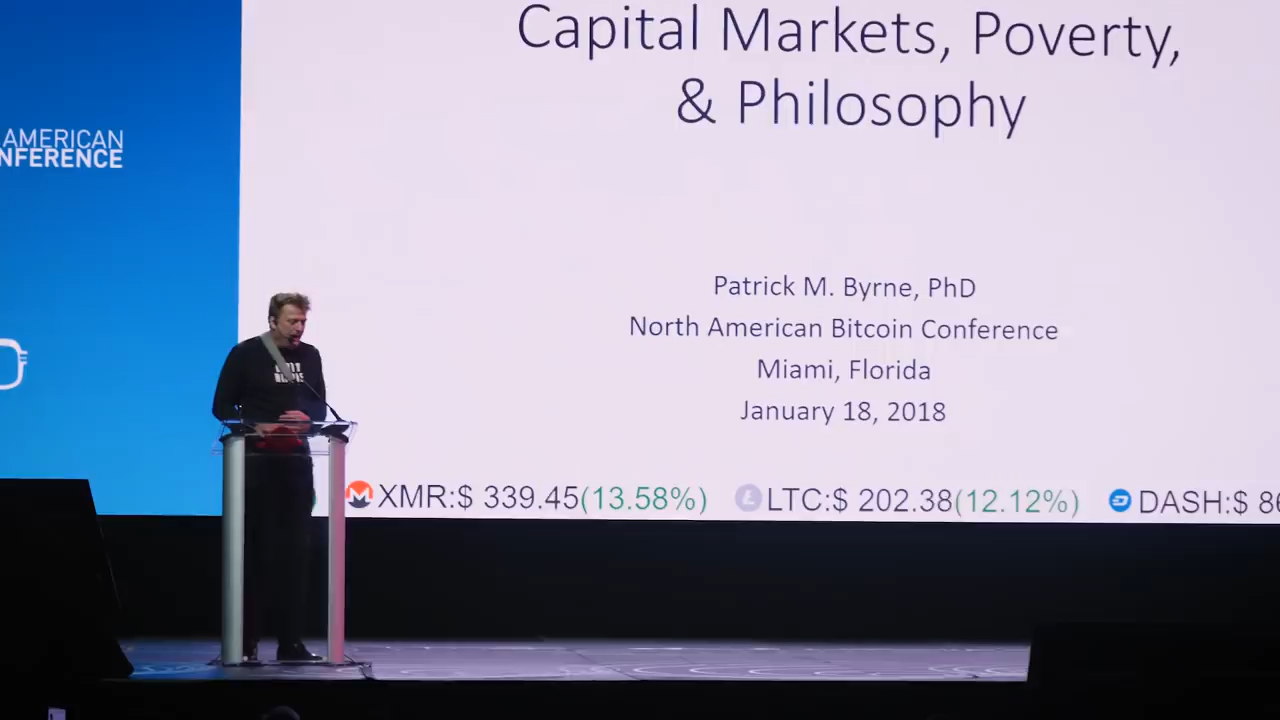 Capital Markets, Poverty,
& Philosophy
AMERICAN
NFERENCE
Patrick M. Byrne, PhD
North American Bitcoin Conference
Miami, Florida
January 18, 2018
XMR:$ 339.45(13.58%) LTC:$ 202.38(12.12%) DASH:$ 86